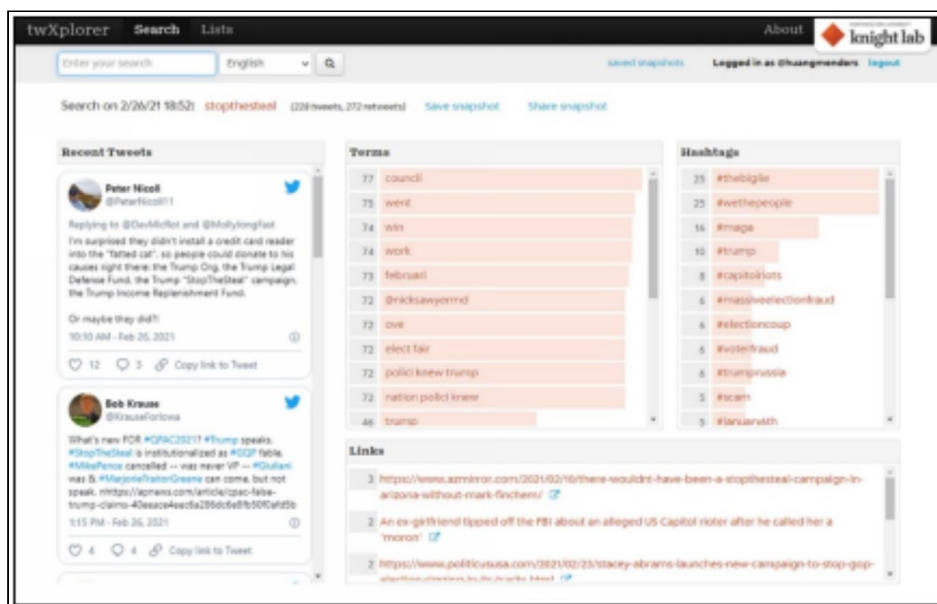 twXplorer Search Lists About knight lab
Enter your search English saved snapshots Logged in as @huangmenders logout
Search on 2/26/21 18:52: stopthesteal (228 tweets, 272 retweets) Save snapshot Share snapshot
Recent Tweets
Peter Nicoll
@PeterNicoll11
Replying to @DavMicRot and @Mollyjongfast
I'm surprised they didn't install a credit card reader
into the "fatted cat", so people could donate to his
causes right there: the Trump Org, the Trump Legal
Defense Fund, the Trump "StopTheSteal" campaign,
the Trump Income Replenishment Fund.
Or maybe they did?!
10:10 AM - Feb 26, 2021
12 3 Copy link to Tweet
Bob Krause
@KrauseForIowa
What's new FOR #QPAC2021? #Trump speaks.
#StopTheSteal is institutionalized as #GQP fable.
#MikePence cancelled -- was never VP -- #Giuliani
was & #MarjorieTraitorGreene can come, but not
speak. nhttps://apnews.com/article/cpac-false-
1:15 PM - Feb 26, 2021
4 4 Copy link to Tweet
Terms
77 council
75 went
74 win
74 work
73 februari
72 @nicksawyermd
72 ove
72 elect fair
72 polici knew trump
72 nation polici knew
46 trump
Hashtags
25 #thebiglie
25 #wethepeople
16 #maga
10 #trump
8 #capitolriots
6 #massiveelectionfraud
6 #electioncoup
6 #voterfraud
6 #trumprussia
5 #scam
5 #january6th
Links
3 https://www.azmirror.com/2021/02/10/there-wouldnt-have-been-a-stopthesteal-campaign-in-
arizona-without-mark-finchem/
2 An ex-girlfriend tipped off the FBI about an alleged US Capitol rioter after he called her a
'moron'
2 https://www.politicususa.com/2021/02/23/stacey-abrams-launches-new-campaign-to-stop-gop-